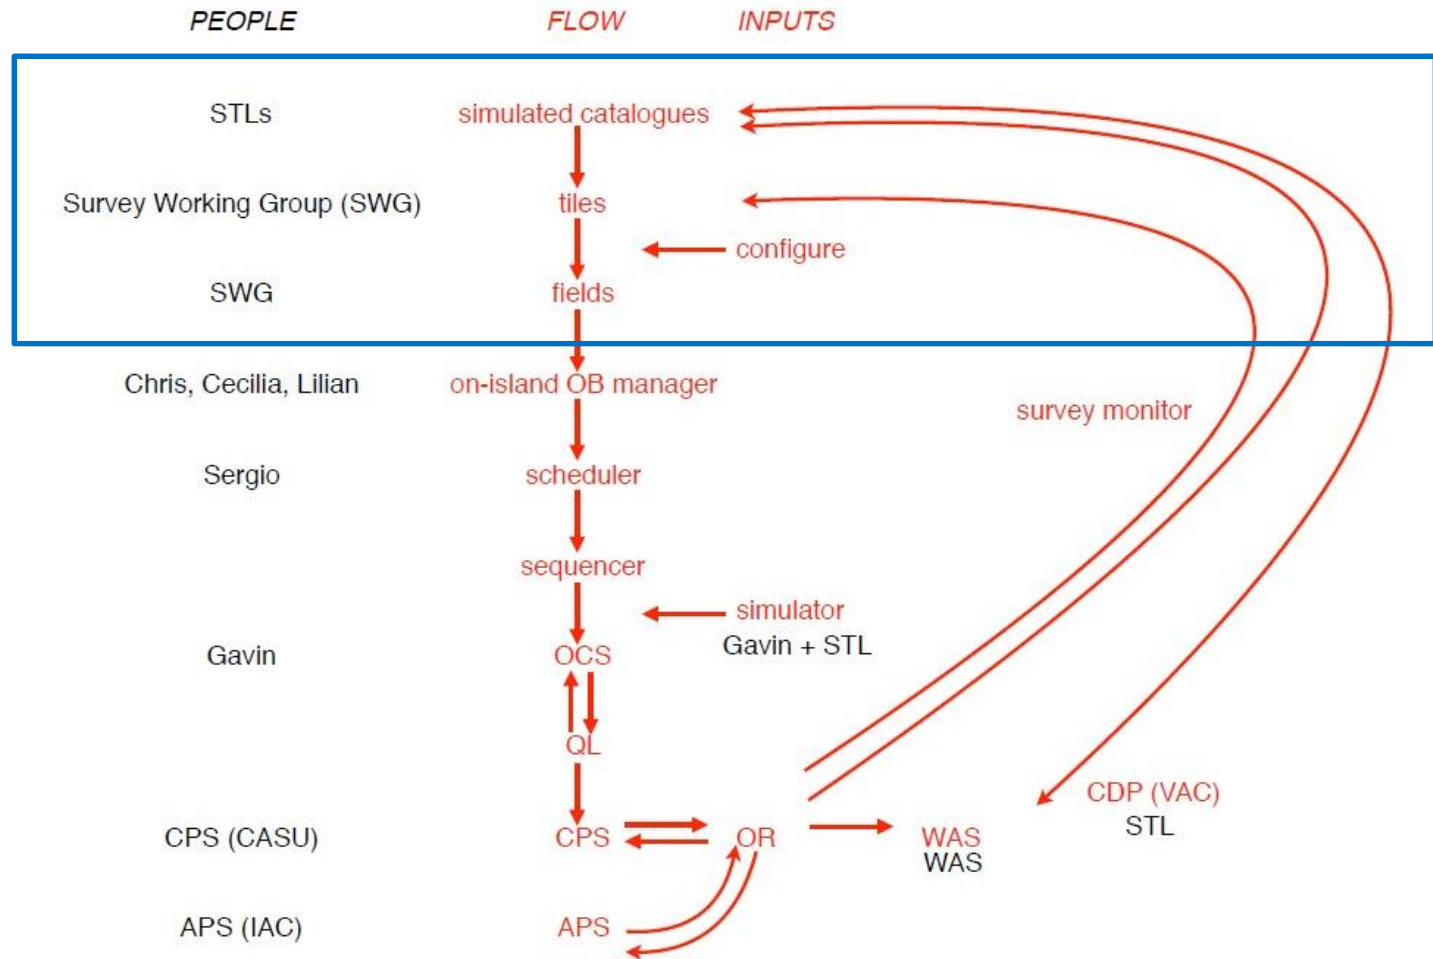 PEOPLE FLOW INPUTS
STLs simulated catalogues
Survey Working Group (SWG) tiles
configure
SWG fields
Chris, Cecilia, Lilian on-island OB manager
survey monitor
Sergio scheduler
sequencer
simulator
Gavin + STL
Gavin OCS
QL
CDP (VAC)
STL
CPS (CASU) CPS OR WAS
WAS
APS (IAC) APS